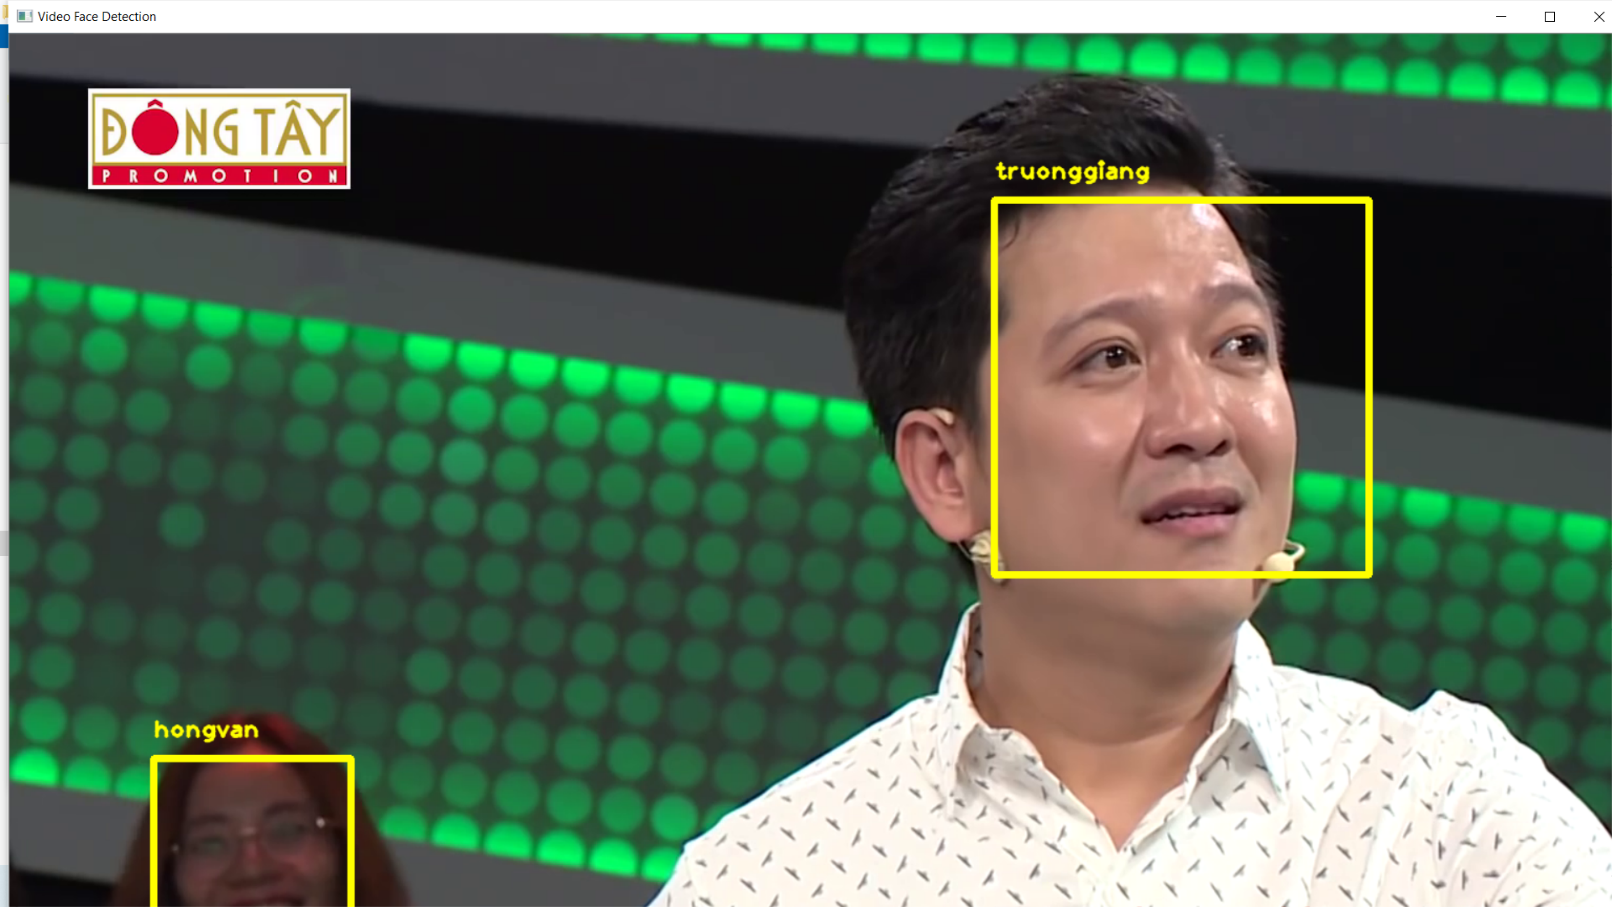 Video Face Detection
ĐÔNG TÂY
PROMOTION
truonggiang
hongvan